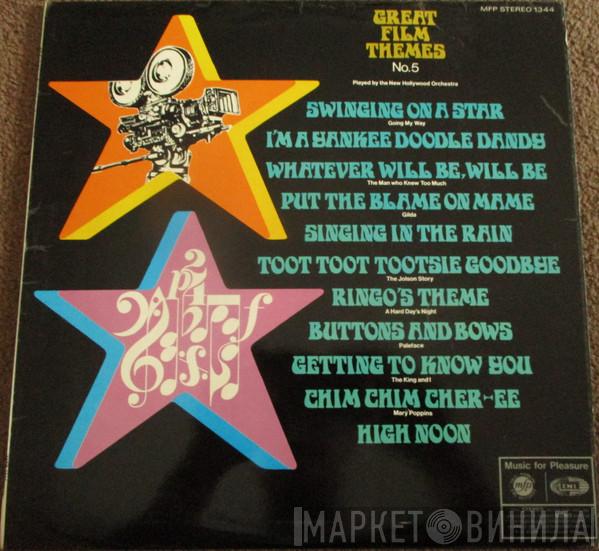 MFP STEREO 1344
GREAT
FILM
THEMES
No.5
Played by the New Hollywood Orchestra
SWINGING ON A STAR
Going My Way
I'M A YANKEE DOODLE DANDY
WHATEVER WILL BE, WILL BE
The Man who Knew Too Much
PUT THE BLAME ON MAME
Gilda
SINGING IN THE RAIN
TOOT TOOT TOOTSIE GOODBYE
The Jolson Story
RINGO'S THEME
A Hard Day's Night
BUTTONS AND BOWS
Paleface
GETTING TO KNOW YOU
The King and I
CHIM CHIM CHER-EE
Mary Poppins
HIGH NOON
Music for Pleasure
mfp
EMI
МАРКЕТ ВИНИЛА